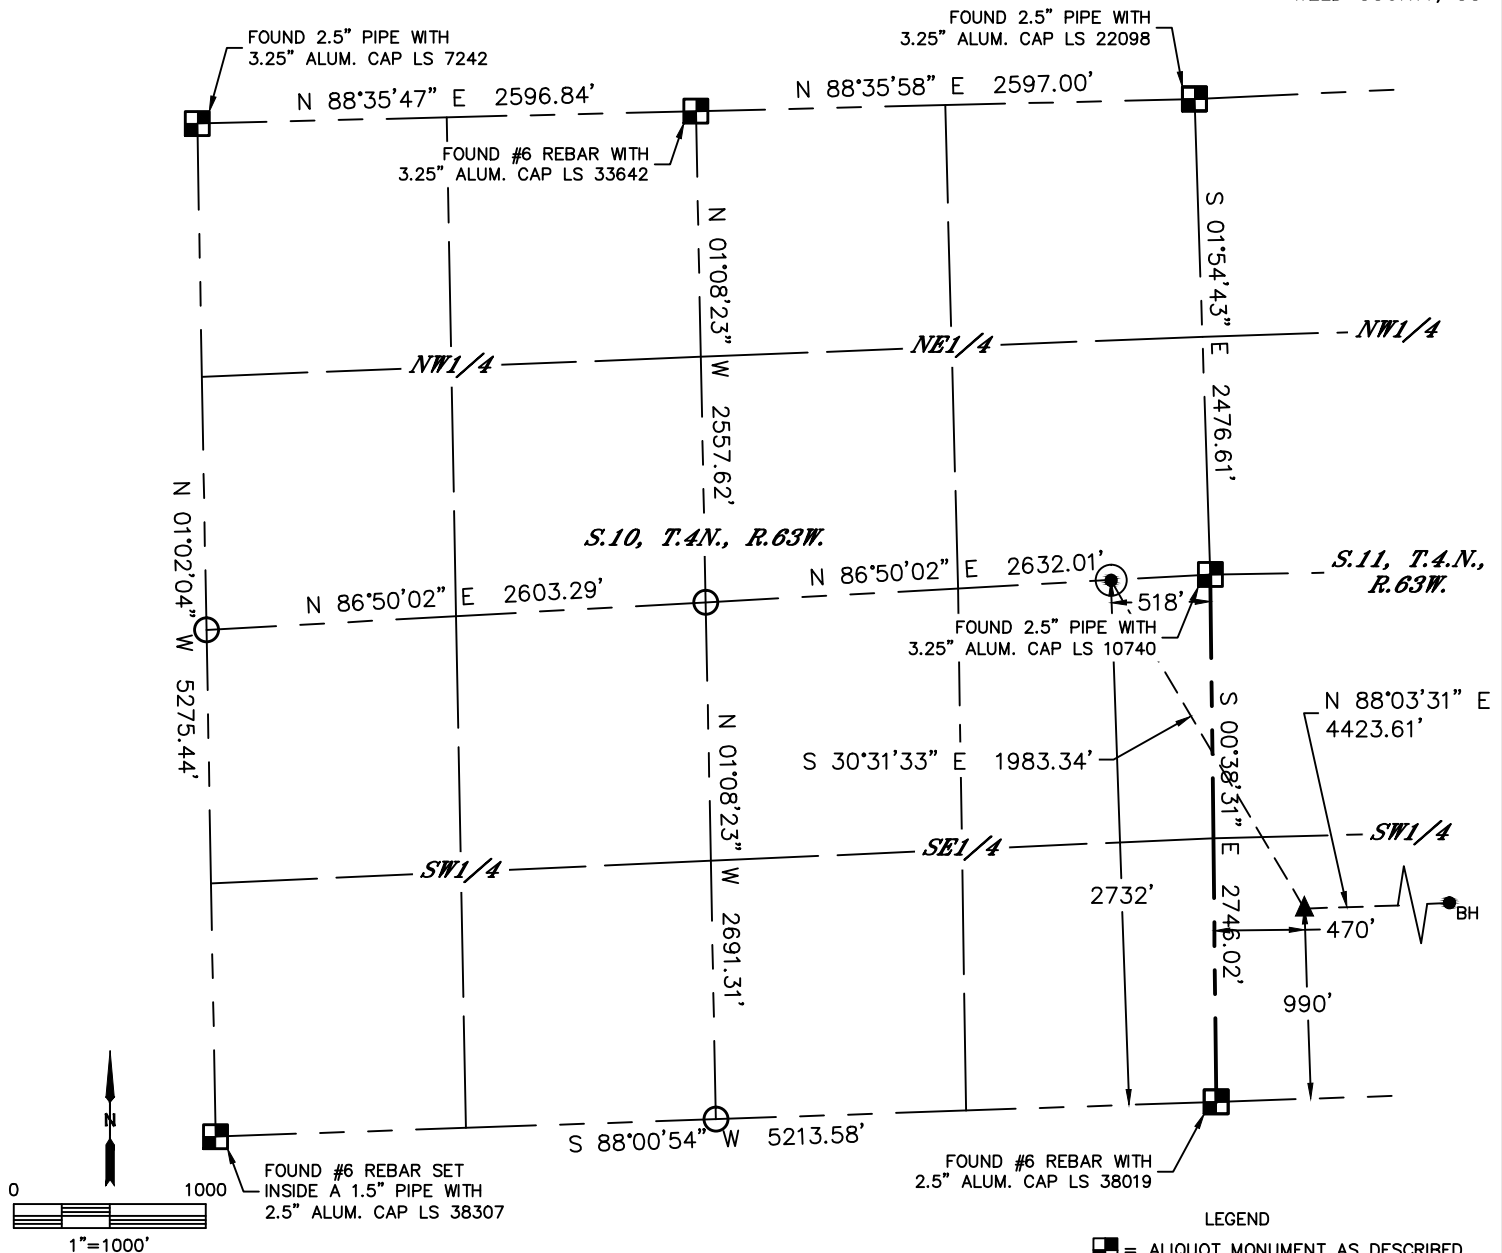 FOUND 2.5" PIPE WITH
3.25" ALUM. CAP LS 22098
FOUND 2.5" PIPE WITH
3.25" ALUM. CAP LS 7242
N 88°35'47" E 2596.84'
N 88°35'58" E 2597.00'
FOUND #6 REBAR WITH
3.25" ALUM. CAP LS 33642
S 01°54'43" E 2476.61'
N 01°08'23" W 2557.62'
NW1/4
NE1/4
NW1/4
N 01°02'04" W 5275.44'
S.10, T.4N., R.63W.
S.11, T.4.N.,
R.63W.
N 86°50'02" E 2603.29'
N 86°50'02" E 2632.01'
518'
FOUND 2.5" PIPE WITH
3.25" ALUM. CAP LS 10740
N 88°03'31" E
4423.61'
S 30°31'33" E 1983.34'
N 01°08'23" W 2691.31'
S 00°38'31" E 2746.02'
SW1/4
SE1/4
SW1/4
2732'
BH
470'
990'
N
S 88°00'54" W 5213.58'
FOUND #6 REBAR SET
INSIDE A 1.5" PIPE WITH
2.5" ALUM. CAP LS 38307
FOUND #6 REBAR WITH
2.5" ALUM. CAP LS 38019
0 1000
1"=1000'
LEGEND
= ALIQUOT MONUMENT AS DESCRIBED